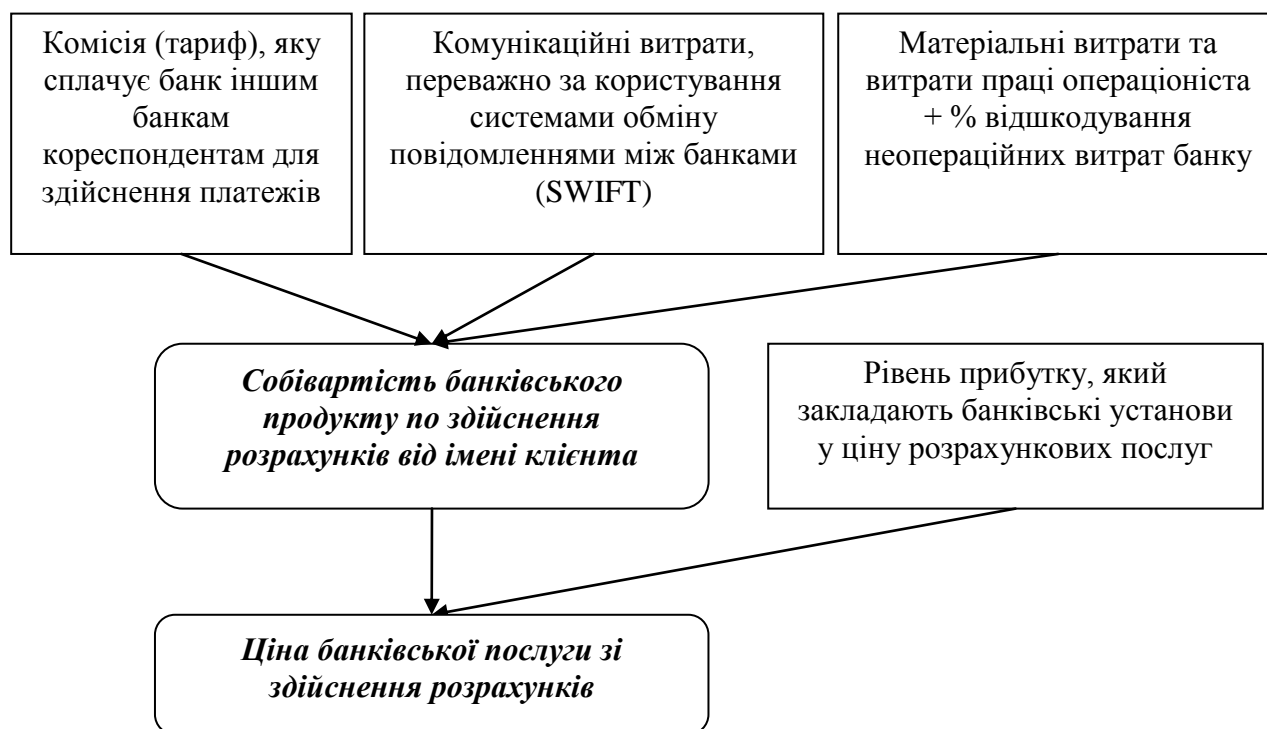 Комісія (тариф), яку
сплачує банк іншим
банкам
кореспондентам для
здійснення платежів
Комунікаційні витрати,
переважно за користування
системами обміну
повідомленнями між банками
(SWIFT)
Матеріальні витрати та
витрати праці операціоніста
+ % відшкодування
неопераційних витрат банку
Собівартість банківського
продукту по здійснення
розрахунків від імені клієнта
Рівень прибутку, який
закладають банківські установи
у ціну розрахункових послуг
Ціна банківської послуги зі
здійснення розрахунків